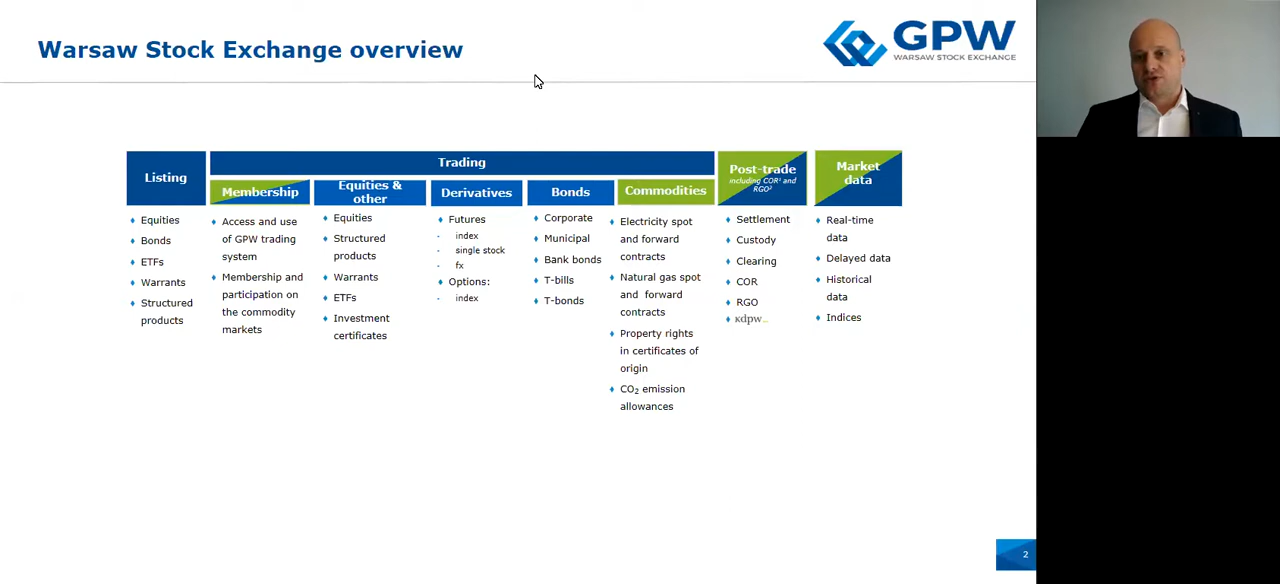 Warsaw Stock Exchange overview
GPW
WARSAW STOCK EXCHANGE
Listing
Equities
Bonds
ETFs
Warrants
Structured
products
Trading
Membership
Access and use
of GPW trading
system
Membership and
participation on
the commodity
markets
Equities &
other
Equities
Structured
products
Warrants
ETFs
Investment
certificates
Derivatives
Futures
index
single stock
fx
Options:
index
Bonds
Corporate
Municipal
Bank bonds
T-bills
T-bonds
Commodities
Electricity spot
and forward
contracts
Natural gas spot
and forward
contracts
Property rights
in certificates of
origin
CO₂ emission
allowances
Post-trade
including COR¹ and
RGO²
Settlement
Custody
Clearing
COR
RGO
кdpw_
Market
data
Real-time
data
Delayed data
Historical
data
Indices
2